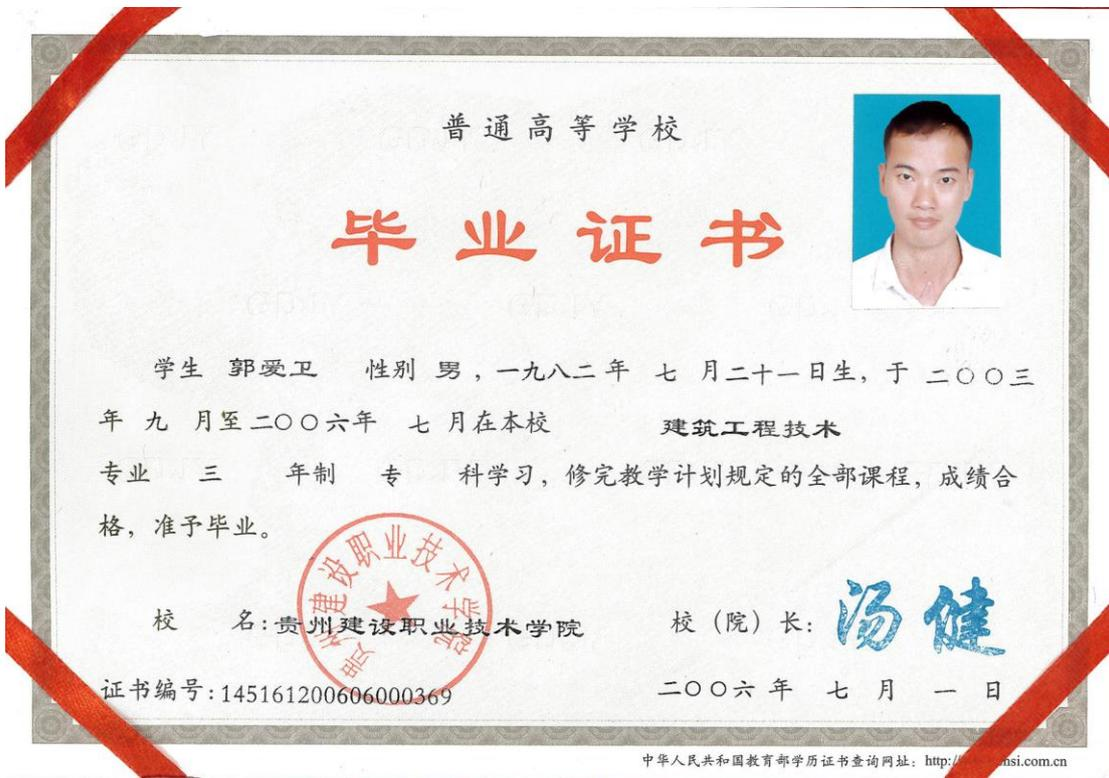 普通高等学校
毕业证书
学生 郭爱卫 性别 男，一九八二年 七 月二十一日生，于 二〇〇三
年 九 月至二〇〇六年 七 月在本校 建筑工程技术
专业 三 年制 专 科学习，修完教学计划规定的全部课程，成绩合
格，准予毕业。
贵州建设职业技术学院
校 名：贵州建设职业技术学院 校（院）长：汤健
证书编号：145161200606000369 二〇〇六年 七 月 一 日
中华人民共和国教育部学历证书查询网址：http:/ si.com.cn